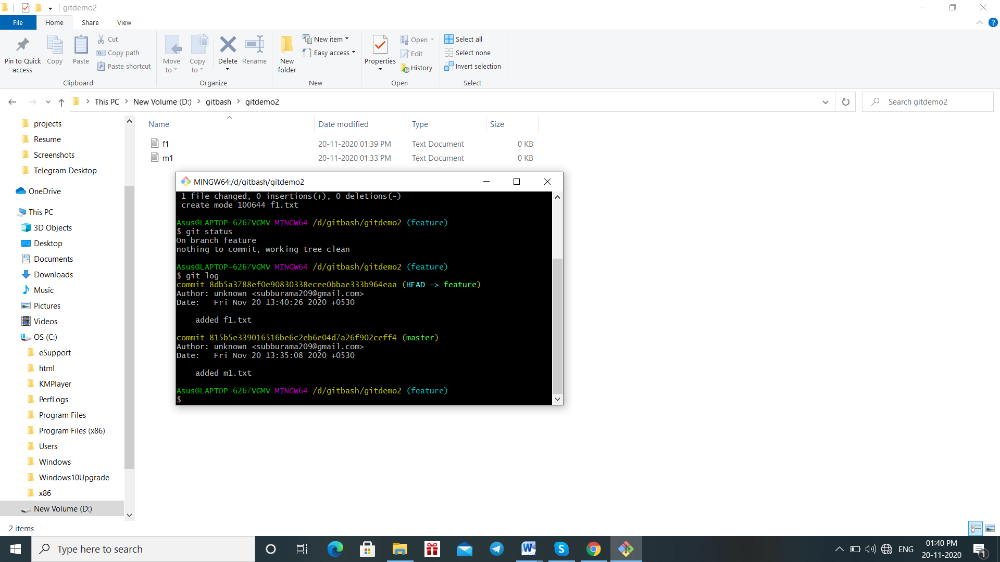 gitdemo2
File
Home
Share
View
Pin to Quick access
Copy
Paste
Cut
Copy path
Paste shortcut
Clipboard
Move to
Copy to
Delete
Rename
Organize
New folder
New item
Easy access
New
Properties
Open
Edit
History
Open
Select all
Select none
Invert selection
Select
This PC
New Volume (D:)
gitbash
gitdemo2
Search gitdemo2
projects
Resume
Screenshots
Telegram Desktop
OneDrive
This PC
3D Objects
Desktop
Documents
Downloads
Music
Pictures
Videos
OS (C:)
eSupport
html
KMPlayer
PerfLogs
Program Files
Program Files (x86)
Users
Windows
Windows10Upgrade
x86
New Volume (D:)
Name Date modified Type Size
f1 20-11-2020 01:39 PM Text Document 0 KB
m1 20-11-2020 01:33 PM Text Document 0 KB
MINGW64:/d/gitbash/gitdemo2
1 file changed, 0 insertions(+), 0 deletions(-)
create mode 100644 f1.txt
Asus@LAPTOP-6267VGMV MINGW64 /d/gitbash/gitdemo2 (feature)
$ git status
On branch feature
nothing to commit, working tree clean
Asus@LAPTOP-6267VGMV MINGW64 /d/gitbash/gitdemo2 (feature)
$ git log
commit 8db5a3788ef0e90830338ecee0bbae333b964eaa (HEAD -> feature)
Author: unknown <subburama209@gmail.com>
Date:   Fri Nov 20 13:40:26 2020 +0530
added f1.txt
commit 815b5e339016516be6c2eb6e04d7a26f902ceff4 (master)
Author: unknown <subburama209@gmail.com>
Date:   Fri Nov 20 13:35:08 2020 +0530
added m1.txt
Asus@LAPTOP-6267VGMV MINGW64 /d/gitbash/gitdemo2 (feature)
$
2 items
Type here to search
ENG
01:40 PM
20-11-2020
1